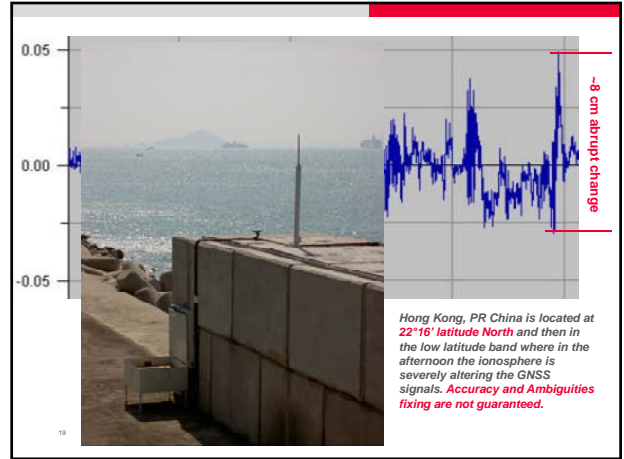 0.05
0.00
-0.05
~8 cm abrupt change
Hong Kong, PR China is located at
22°16’ latitude North and then in
the low latitude band where in the
afternoon the ionosphere is
severely altering the GNSS
signals. Accuracy and Ambiguities
fixing are not guaranteed.
19